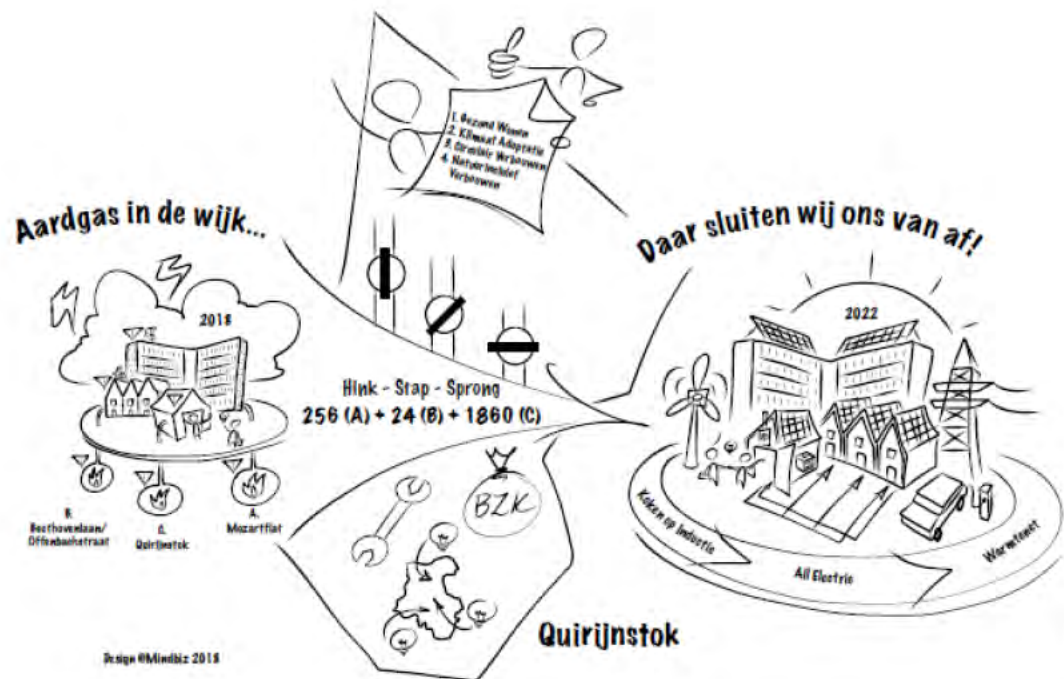 1. Gezond Wonen
2. Klimaat Adaptatie
3. Circulair Verbouwen
4. Natuurinclusief
Verbouwen
Aardgas in de wijk...
Daar sluiten wij ons van af!
2018
2022
Hink - Stap - Sprong
256 (A) + 24 (B) + 1860 (C)
B.
Beethovenlaan/
Offenbachstraat
C.
Quirijnstok
A.
Mozartflat
BZK
Koken op Inductie
All Electric
Warmtenet
Quirijnstok
Design @Mindbiz 2018